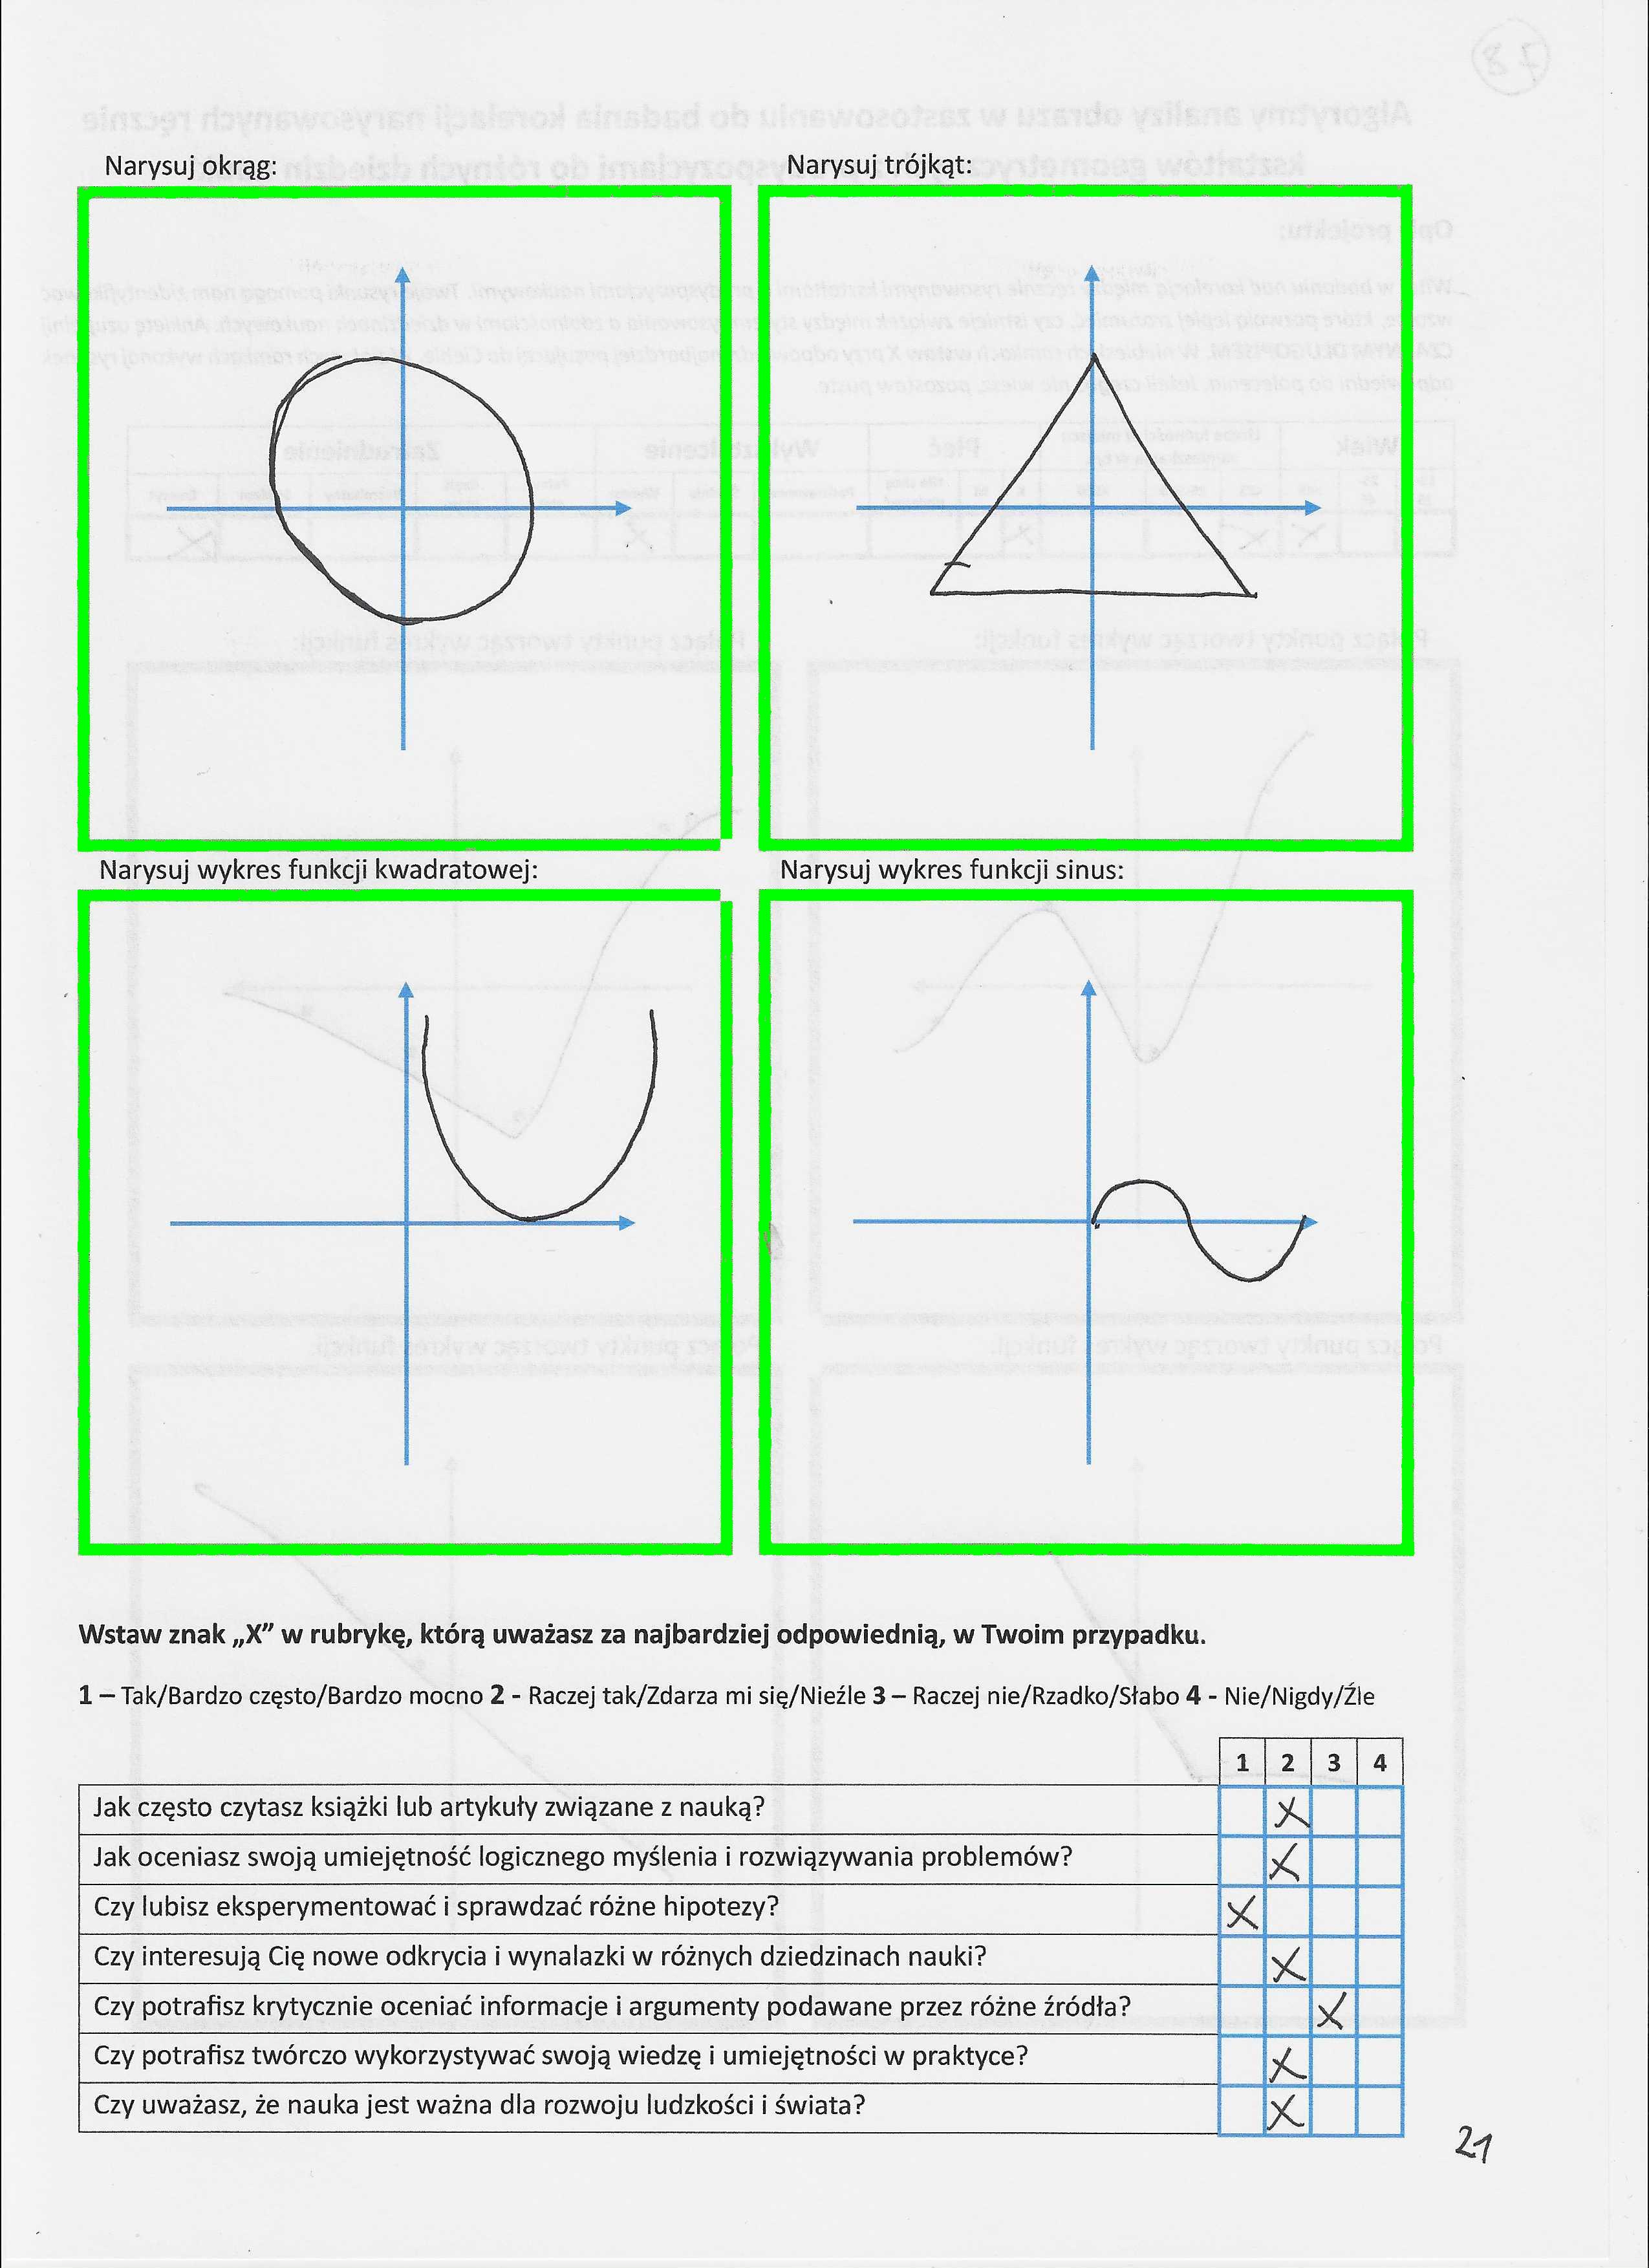 Narysuj okrąg:
Narysuj trójkąt:
Narysuj wykres funkcji kwadratowej:
Narysuj wykres funkcji sinus:
Wstaw znak „X” w rubrykę, którą uważasz za najbardziej odpowiednią, w Twoim przypadku.
1 – Tak/Bardzo często/Bardzo mocno 2 - Raczej tak/Zdarza mi się/Nieźle 3 – Raczej nie/Rzadko/Słabo 4 - Nie/Nigdy/Źle
1 2 3 4
Jak często czytasz książki lub artykuły związane z nauką? X
Jak oceniasz swoją umiejętność logicznego myślenia i rozwiązywania problemów? X
Czy lubisz eksperymentować i sprawdzać różne hipotezy? X
Czy interesują Cię nowe odkrycia i wynalazki w różnych dziedzinach nauki? X
Czy potrafisz krytycznie oceniać informacje i argumenty podawane przez różne źródła? X
Czy potrafisz twórczo wykorzystywać swoją wiedzę i umiejętności w praktyce? X
Czy uważasz, że nauka jest ważna dla rozwoju ludzkości i świata? X
21